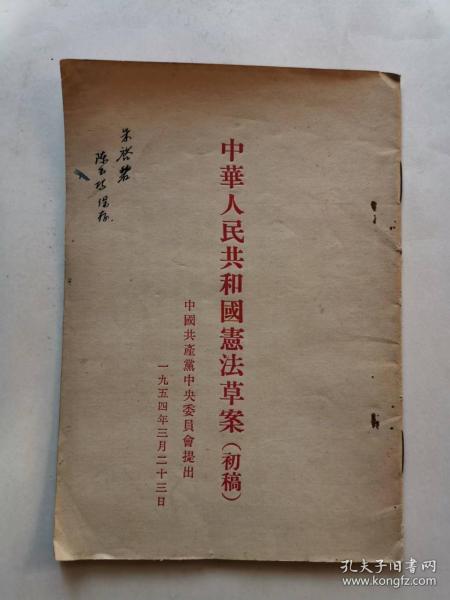 中華人民共和國憲法草案(初稿)
中國共產黨中央委員會提出
一九五四年三月二十三日
孔夫子旧书网
www.kongfz.com